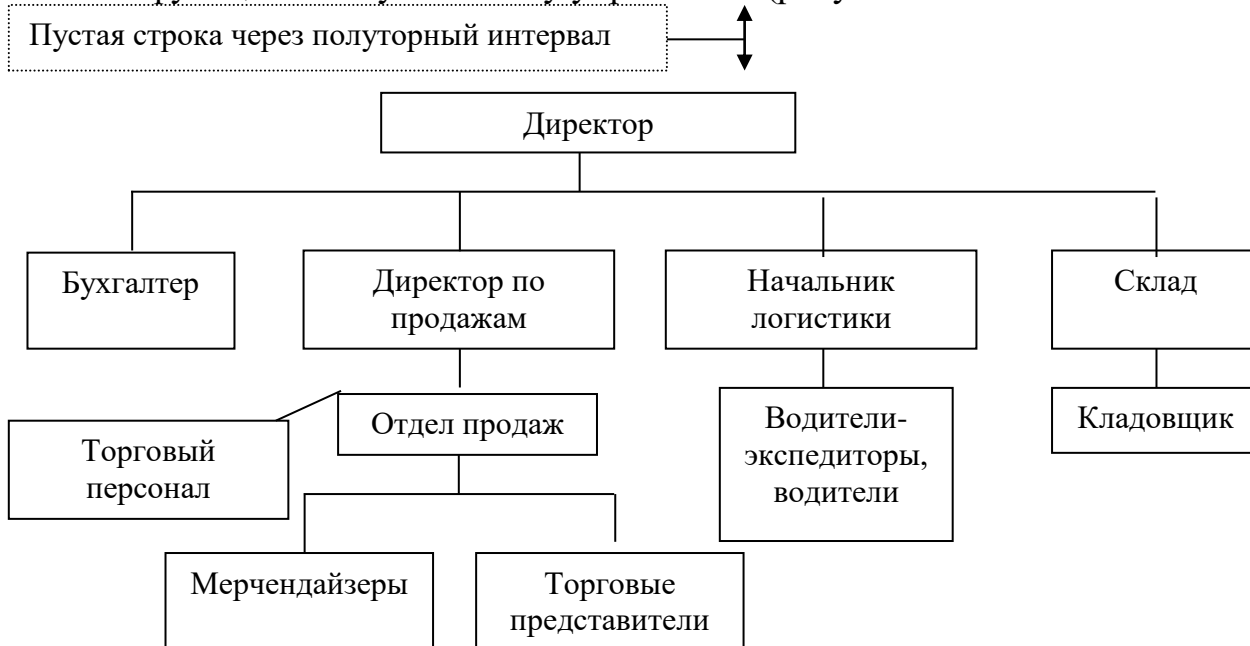 Пустая строка через полуторный интервал
Директор
Бухгалтер
Директор по
продажам
Начальник
логистики
Склад
Торговый
персонал
Отдел продаж
Водители-
экспедиторы,
водители
Кладовщик
Мерчендайзеры
Торговые
представители